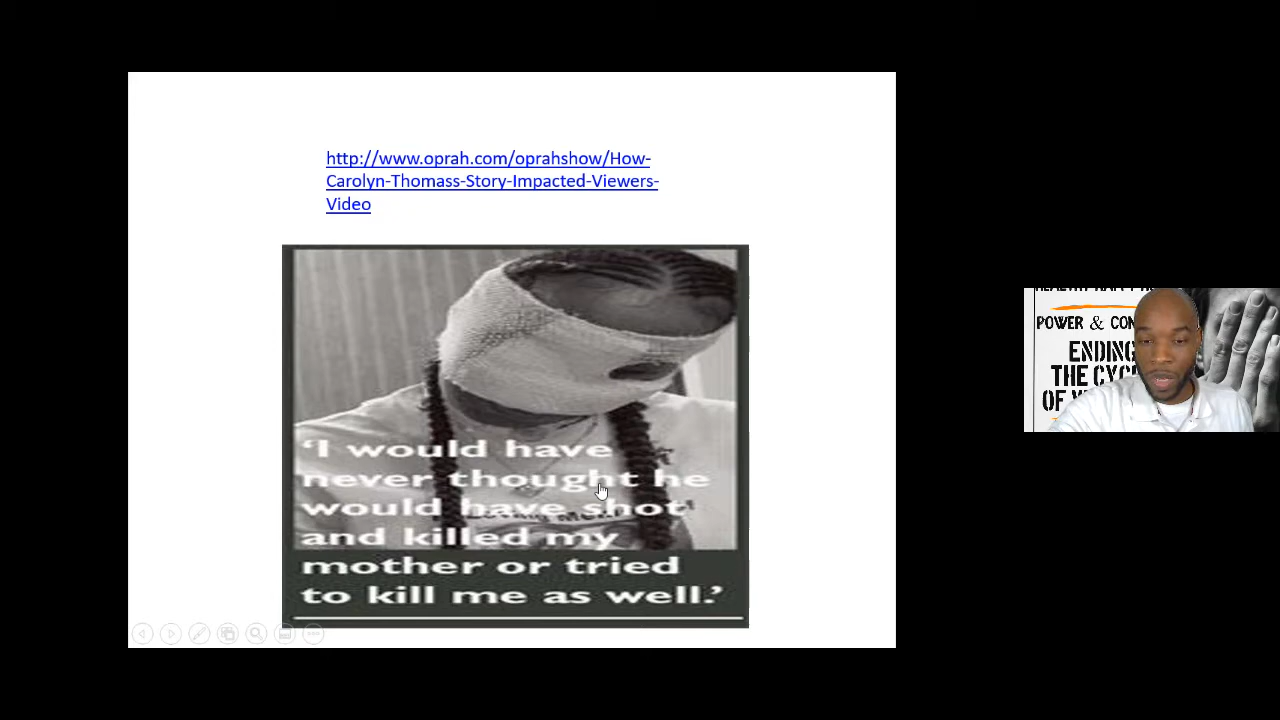 http://www.oprah.com/oprahshow/How-
Carolyn-Thomass-Story-Impacted-Viewers-
Video
‘I would have
never thought he
would have shot
and killed my
mother or tried
to kill me as well.’
POWER & CON
ENDING
THE CYC
OF